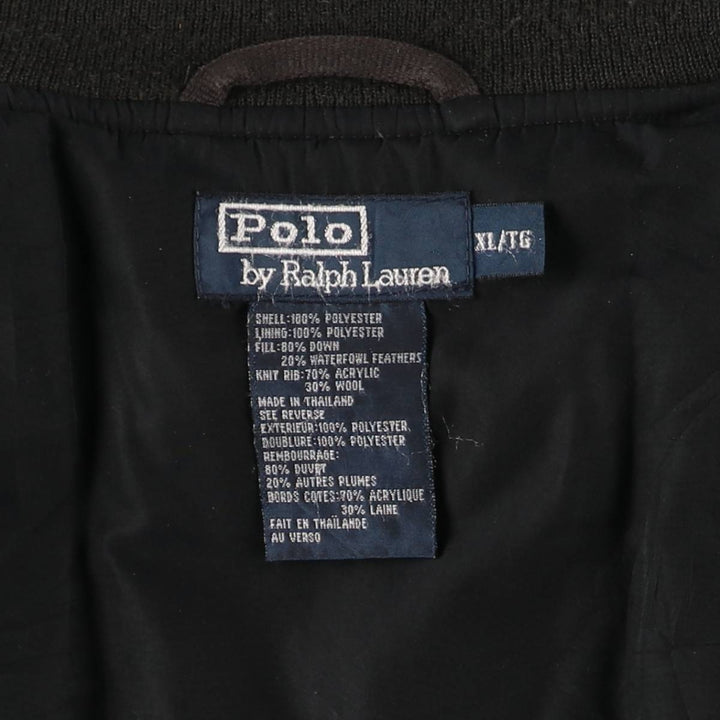 Polo
by Ralph Lauren
XL/TG
SHELL:100% POLYESTER
LINING:100% POLYESTER
FILL:80% DOWN
20% WATERFOWL FEATHERS
KNIT RIB:70% ACRYLIC
30% WOOL
MADE IN THAILAND
SEE REVERSE
EXTERIEUR:100% POLYESTER
DOUBLURE:100% POLYESTER
REMBOURRAGE:
80% DUVET
20% AUTRES PLUMES
BORDS COTES:70% ACRYLIQUE
30% LAINE
FAIT EN THAÏLANDE
AU VERSO